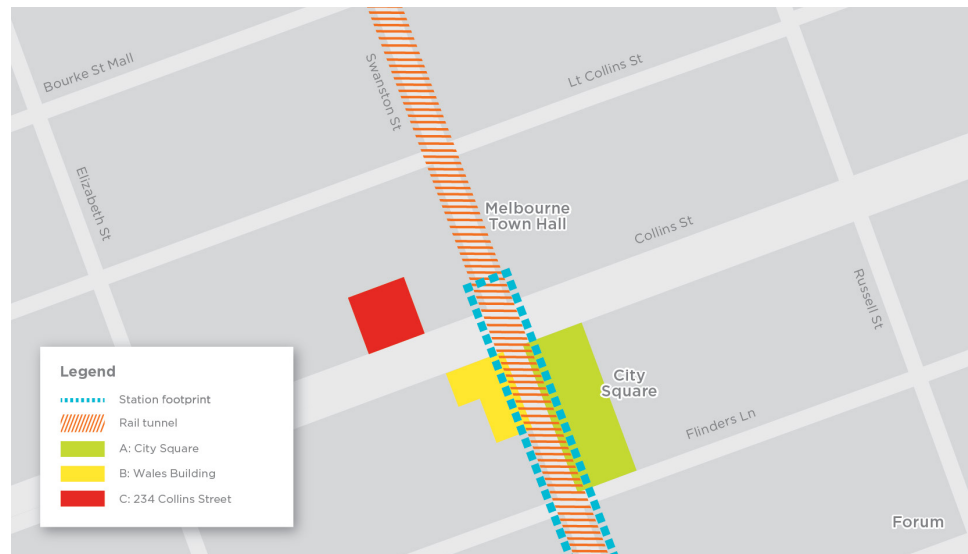 Bourke St Mall
Swanston St
Lt Collins St
Elizabeth St
Melbourne
Town Hall
Collins St
Russell St
City
Square
Flinders Ln
Forum
Legend
Station footprint
Rail tunnel
A: City Square
B: Wales Building
C: 234 Collins Street